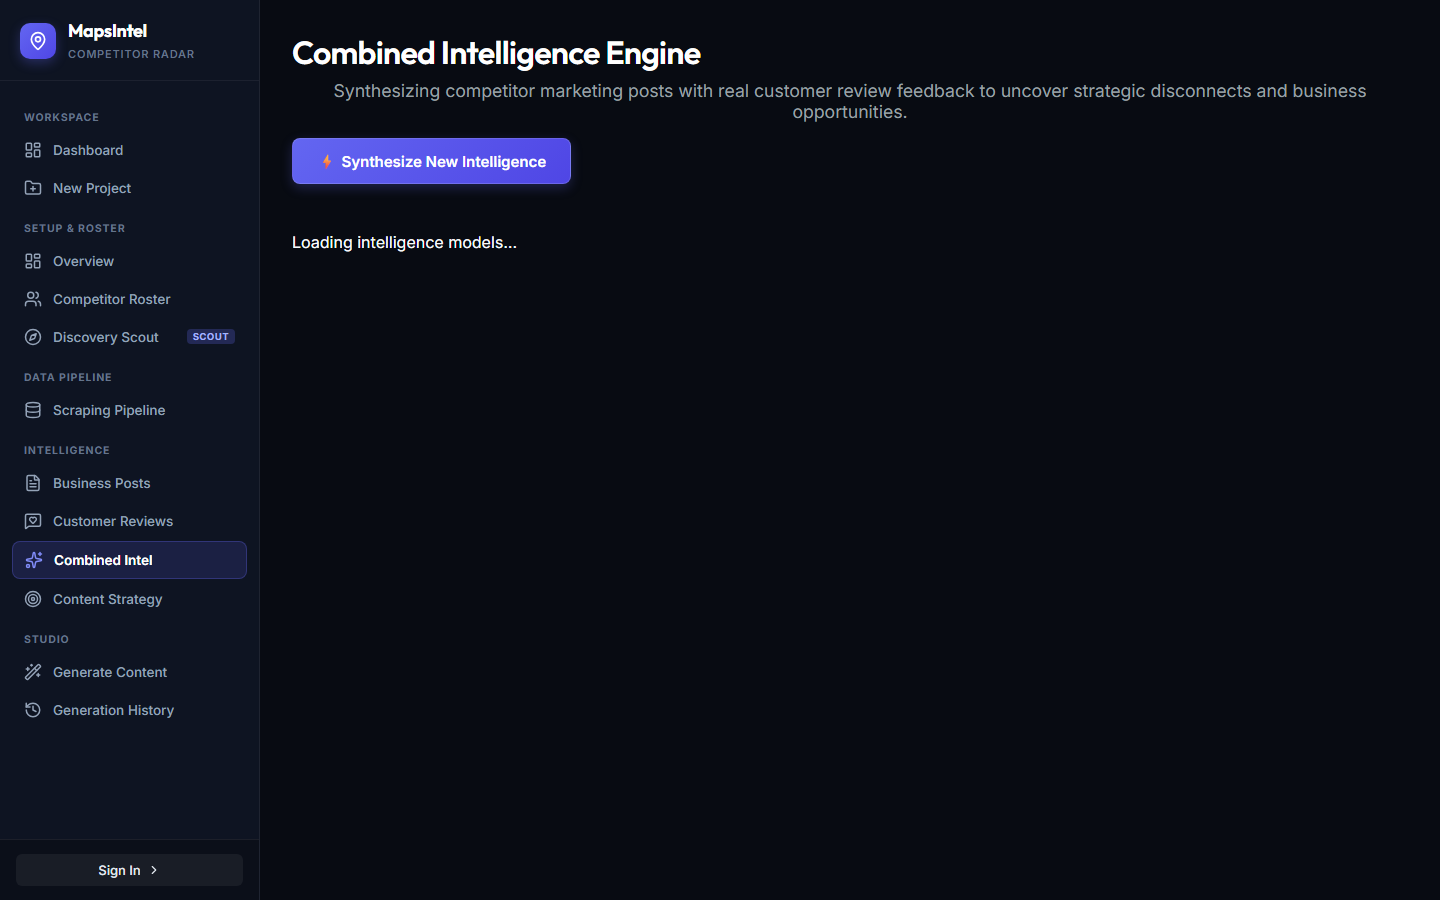 MapsIntel
COMPETITOR RADAR
WORKSPACE
Dashboard
New Project
SETUP & ROSTER
Overview
Competitor Roster
Discovery Scout SCOUT
DATA PIPELINE
Scraping Pipeline
INTELLIGENCE
Business Posts
Customer Reviews
Combined Intel
Content Strategy
STUDIO
Generate Content
Generation History
Sign In
Combined Intelligence Engine
Synthesizing competitor marketing posts with real customer review feedback to uncover strategic disconnects and business
opportunities.
Synthesize New Intelligence
Loading intelligence models...